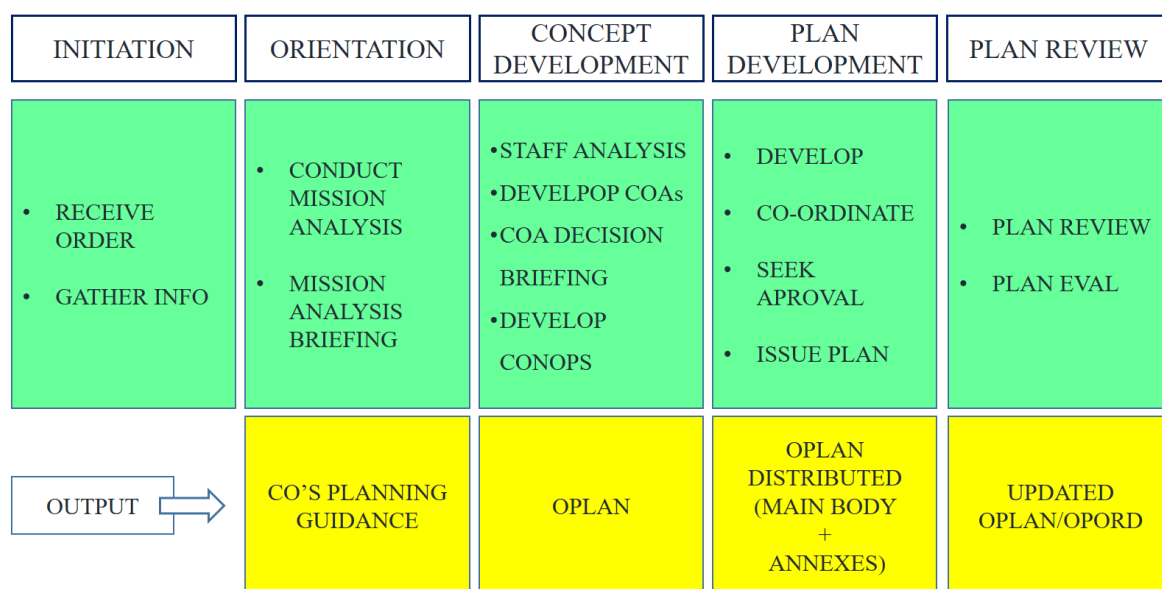 INITIATION
ORIENTATION
CONCEPT
DEVELOPMENT
PLAN
DEVELOPMENT
PLAN REVIEW
• RECEIVE
ORDER
• GATHER INFO
• CONDUCT
MISSION
ANALYSIS
• MISSION
ANALYSIS
BRIEFING
•STAFF ANALYSIS
•DEVELPOP COAs
•COA DECISION
BRIEFING
•DEVELOP
CONOPS
• DEVELOP
• CO-ORDINATE
• SEEK
APROVAL
• ISSUE PLAN
• PLAN REVIEW
• PLAN EVAL
OUTPUT
CO’S PLANNING
GUIDANCE
OPLAN
OPLAN
DISTRIBUTED
(MAIN BODY
+
ANNEXES)
UPDATED
OPLAN/OPORD